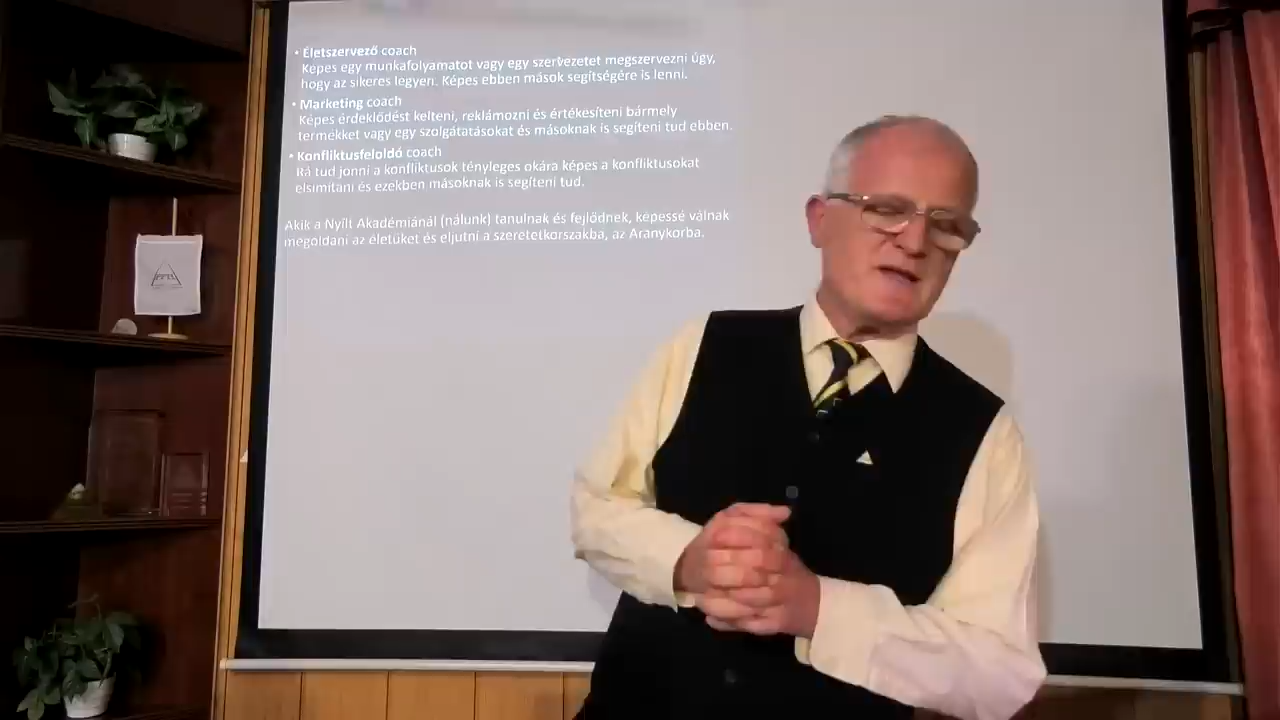 • Életszervező coach
Képes egy munkafolyamatot vagy egy szervezetet megszervezni úgy,
hogy az sikeres legyen. Képes ebben mások segítségére is lenni.
• Marketing coach
Képes érdeklődést kelteni, reklámozni és értékesíteni bármely
terméket vagy egy szolgátatásokat és másoknak is segíteni tud ebben.
• Konfliktusfeloldó coach
Rá tud jönni a konfliktusok tényleges okára képes a konfliktusokat
elsimítani és ezekben másoknak is segíteni tud.
Akik a Nyílt Akadémiánál (nálunk) tanulnak és fejlődnek, képessé válnak
megoldani az életüket és eljutni a szeretetkorszakba, az Aranykorba.